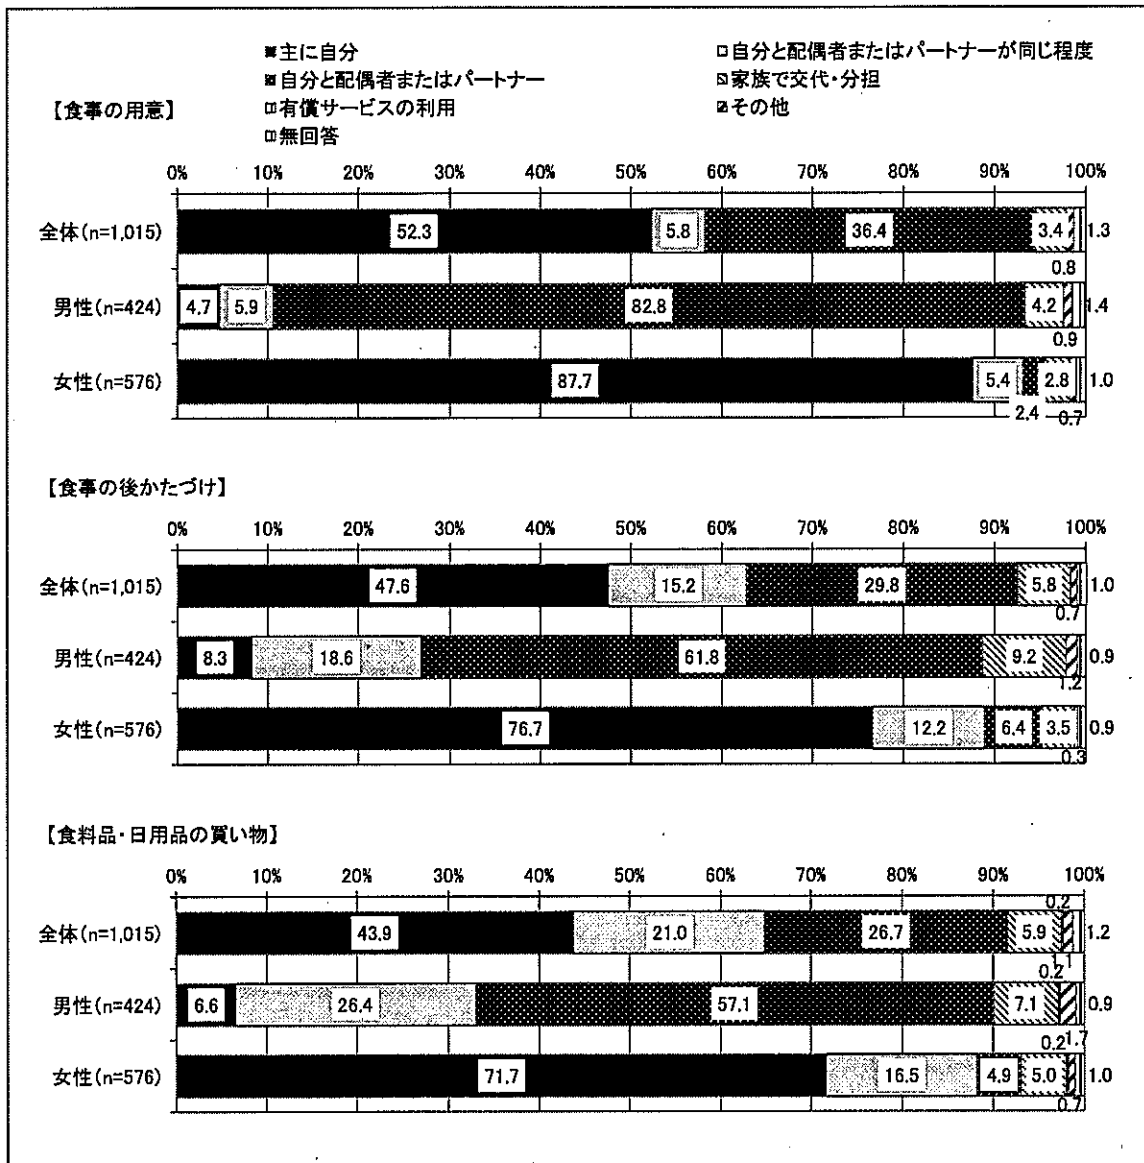 ■主に自分 □自分と配偶者またはパートナーが同じ程度
■自分と配偶者またはパートナー 家族で交代・分担
【食事の用意】 有償サービスの利用 その他
無回答
0% 10% 20% 30% 40% 50% 60% 70% 80% 90% 100%
全体(n=1,015) 52.3 5.8 36.4 3.4 1.3
0.8
男性(n=424) 4.7 5.9 82.8 4.2 1.4
0.9
女性(n=576) 87.7 5.4 2.8 1.0
2.4 0.7
【食事の後かたづけ】
0% 10% 20% 30% 40% 50% 60% 70% 80% 90% 100%
全体(n=1,015) 47.6 15.2 29.8 5.8 1.0
0.7
男性(n=424) 8.3 18.6 61.8 9.2 0.9
1.2
女性(n=576) 76.7 12.2 6.4 3.5 0.9
0.3
【食料品・日用品の買い物】
0% 10% 20% 30% 40% 50% 60% 70% 80% 90% 100%
0.2
全体(n=1,015) 43.9 21.0 26.7 5.9 1.2
0.2 1.1
男性(n=424) 6.6 26.4 57.1 7.1 0.9
0.2 1.7
女性(n=576) 71.7 16.5 4.9 5.0 1.0
0.7